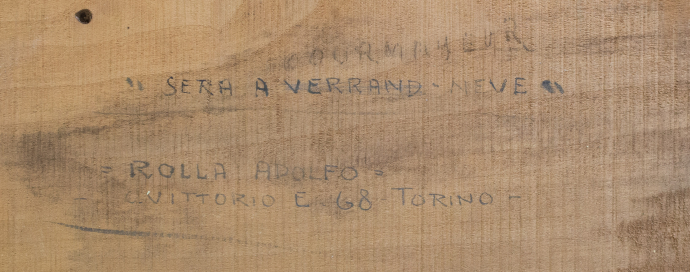 COURMAYEUR
" SERA A VERRAND - NEVE "
= ROLLA ADOLFO =
- C. VITTORIO E. 68 TORINO -